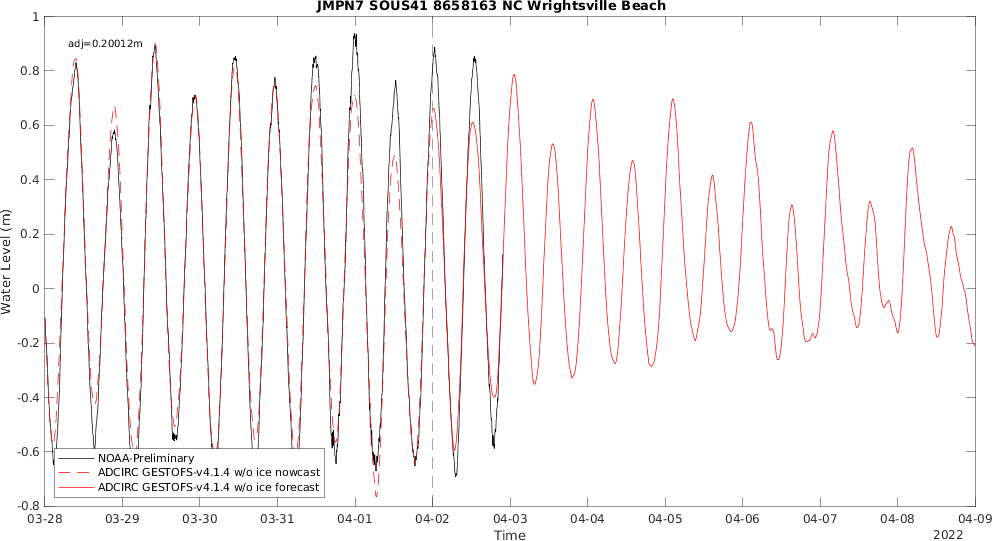 JMPN7 SOUS41 8658163 NC Wrightsville Beach
adj=0.20012m
1
0.8
0.6
0.4
0.2
0
-0.2
-0.4
-0.6
-0.8
Water Level (m)
NOAA-Preliminary
ADCIRC GESTOFS-v4.1.4 w/o ice nowcast
ADCIRC GESTOFS-v4.1.4 w/o ice forecast
03-28 03-29 03-30 03-31 04-01 04-02 04-03 04-04 04-05 04-06 04-07 04-08 04-09
Time
2022